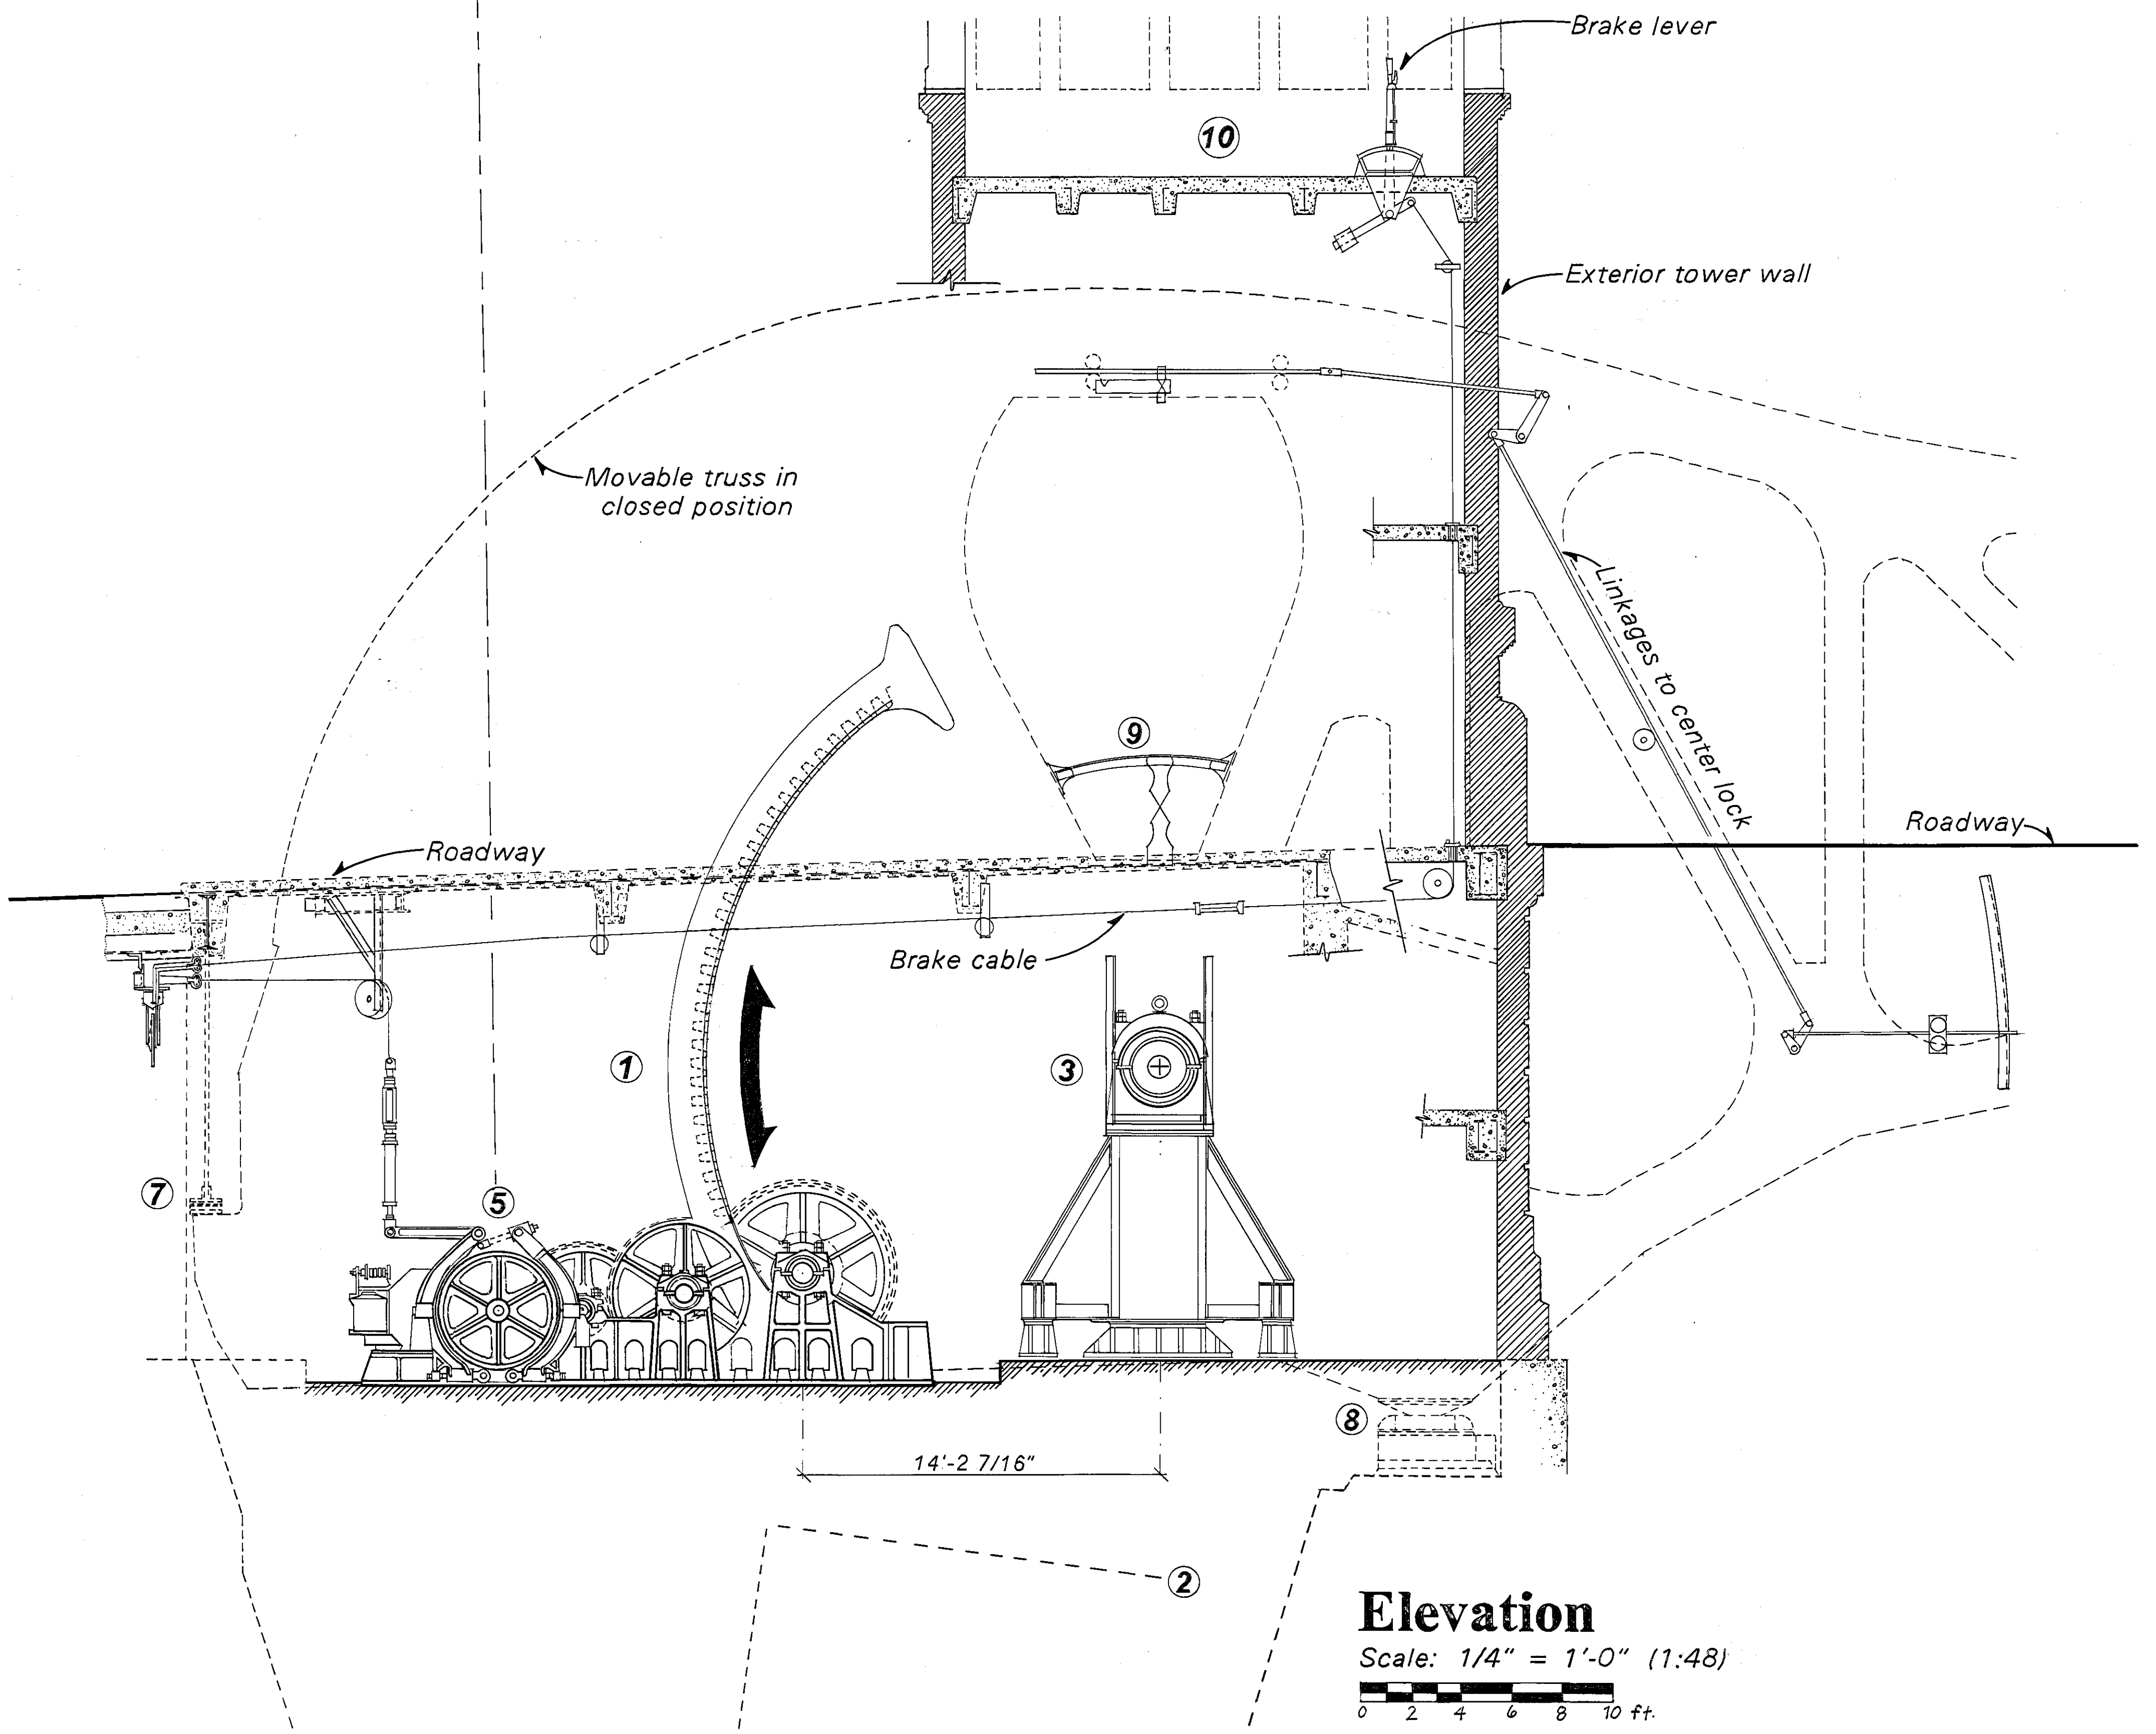 Brake lever
10
Exterior tower wall
Movable truss in
closed position
Linkages to center lock
9
Roadway
Roadway
Brake cable
1
3
7
5
8
14'-2 7/16"
2
Elevation
Scale: 1/4" = 1'-0" (1:48)
0 2 4 6 8 10 ft.